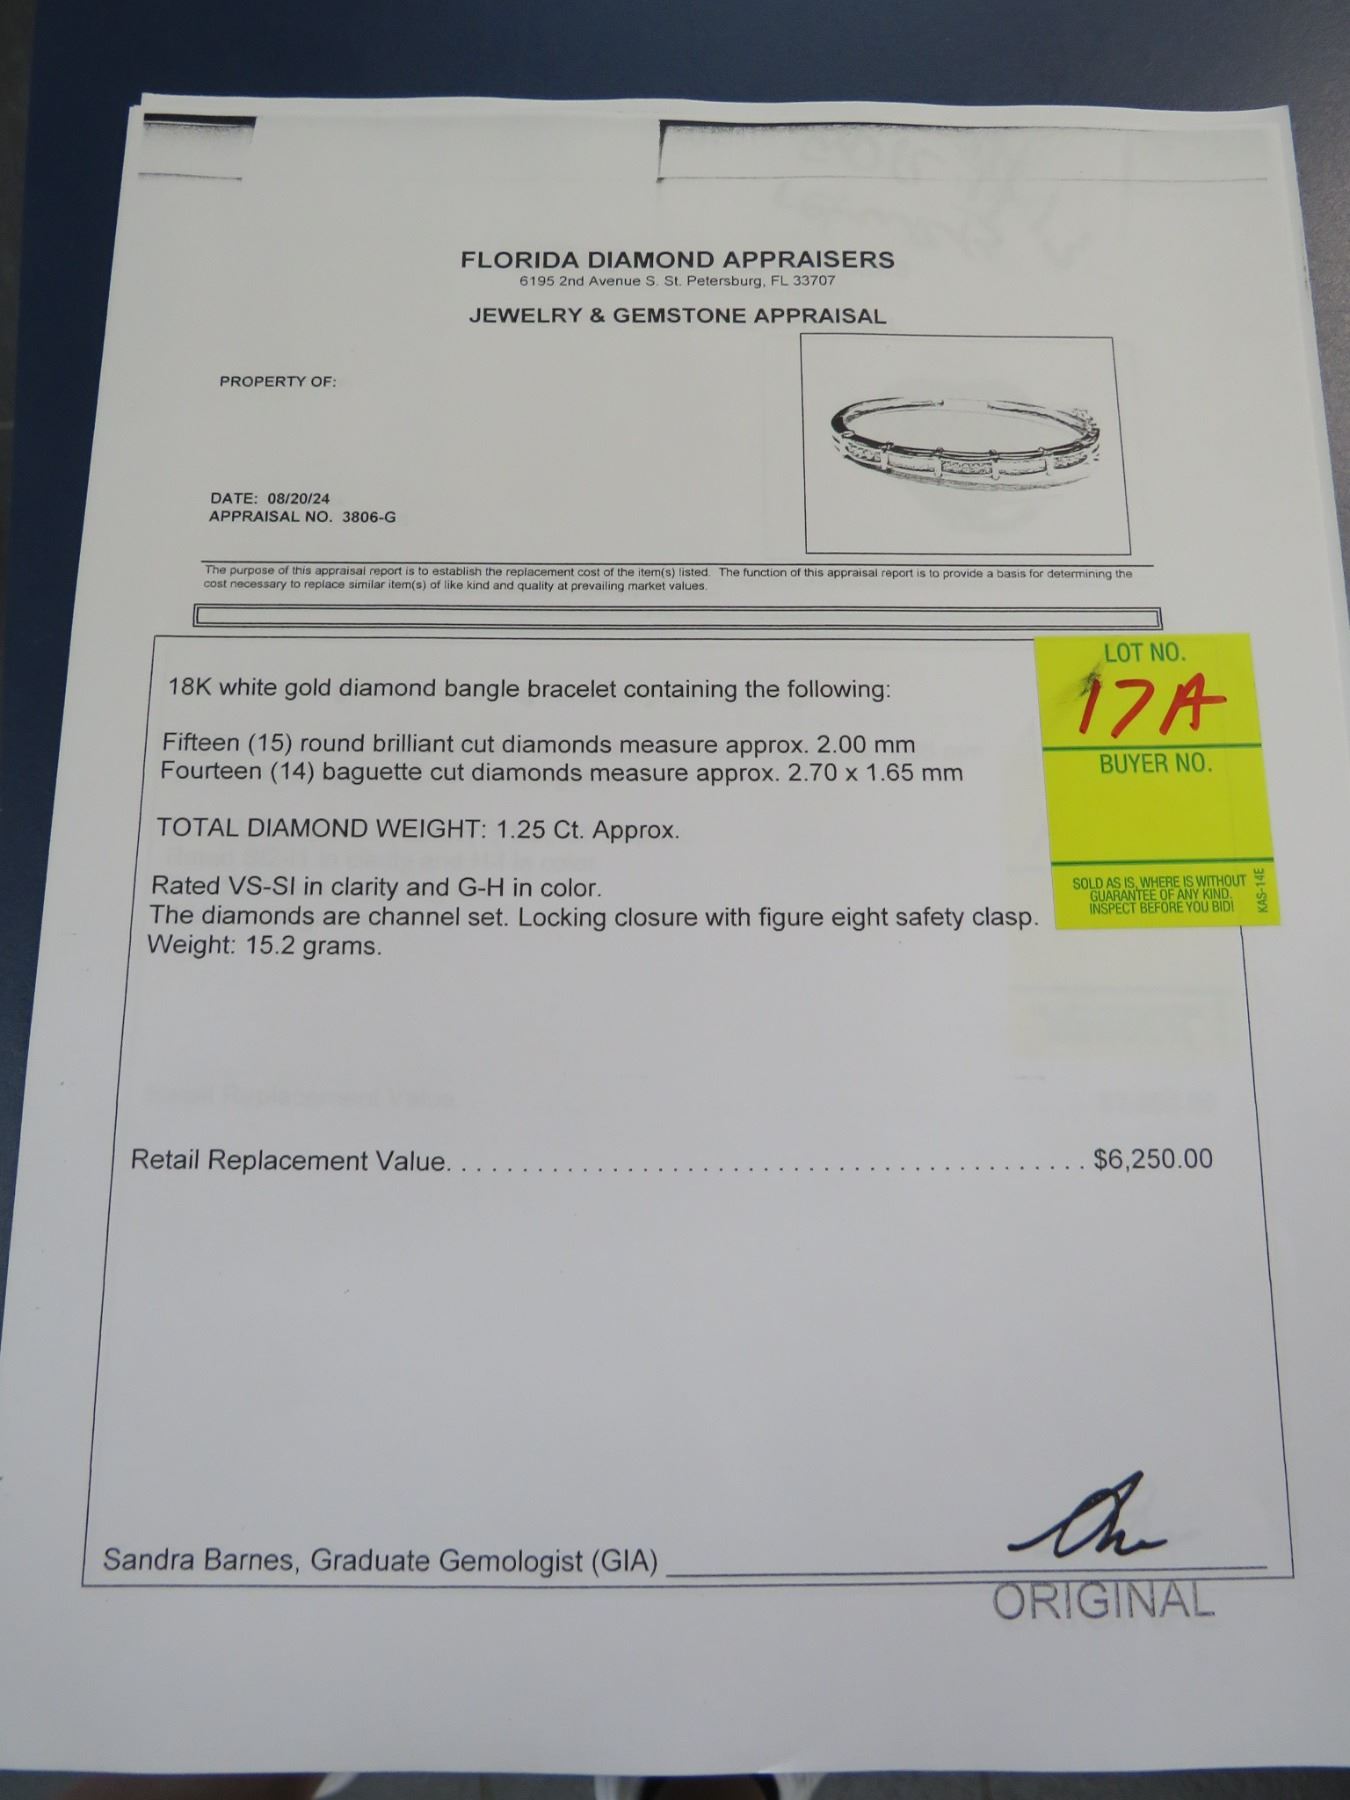 FLORIDA DIAMOND APPRAISERS
6195 2nd Avenue S. St. Petersburg, FL 33707
JEWELRY & GEMSTONE APPRAISAL
PROPERTY OF:
DATE: 08/20/24
APPRAISAL NO. 3806-G
The purpose of this appraisal report is to establish the replacement cost of the item(s) listed. The function of this appraisal report is to provide a basis for determining the
cost necessary to replace similar item(s) of like kind and quality at prevailing market values.
LOT NO.
17A
BUYER NO.
SOLD AS IS, WHERE IS WITHOUT
GUARANTEE OF ANY KIND.
INSPECT BEFORE YOU BID!
KAS-14E
18K white gold diamond bangle bracelet containing the following:
Fifteen (15) round brilliant cut diamonds measure approx. 2.00 mm
Fourteen (14) baguette cut diamonds measure approx. 2.70 x 1.65 mm
TOTAL DIAMOND WEIGHT: 1.25 Ct. Approx.
Rated VS-SI in clarity and G-H in color.
The diamonds are channel set. Locking closure with figure eight safety clasp.
Weight: 15.2 grams.
Retail Replacement Value. . . . . . . . . . . . . . . . . . . . . . . . . . . . . . . . . . . . . . . . . . . $6,250.00
Sandra Barnes, Graduate Gemologist (GIA)
ORIGINAL